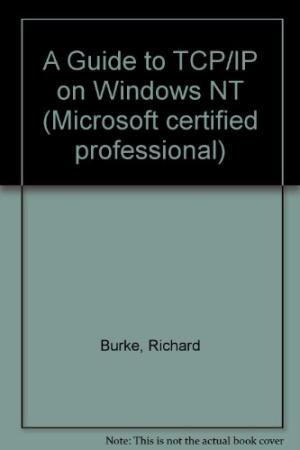 A Guide to TCP/IP
on Windows NT
(Microsoft certified
professional)
Burke, Richard
Note: This is not the actual book cover